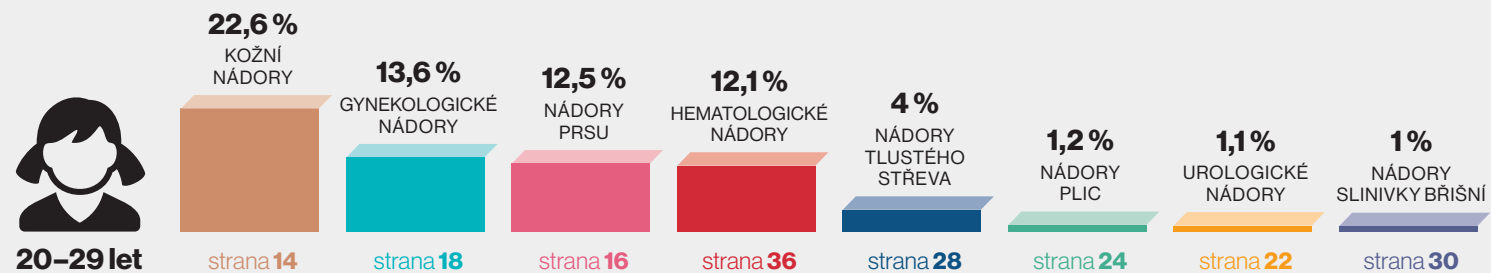 22,6 %
KOŽNÍ
NÁDORY
13,6 %
GYNEKOLOGICKÉ
NÁDORY
12,5 %
NÁDORY
PRSU
12,1 %
HEMATOLOGICKÉ
NÁDORY
4 %
NÁDORY
TLUSTÉHO
STŘEVA
1,2 %
NÁDORY
PLIC
1,1 %
UROLOGICKÉ
NÁDORY
1 %
NÁDORY
SLINIVKY BŘIŠNÍ
20–29 let
strana 14
strana 18
strana 16
strana 36
strana 28
strana 24
strana 22
strana 30